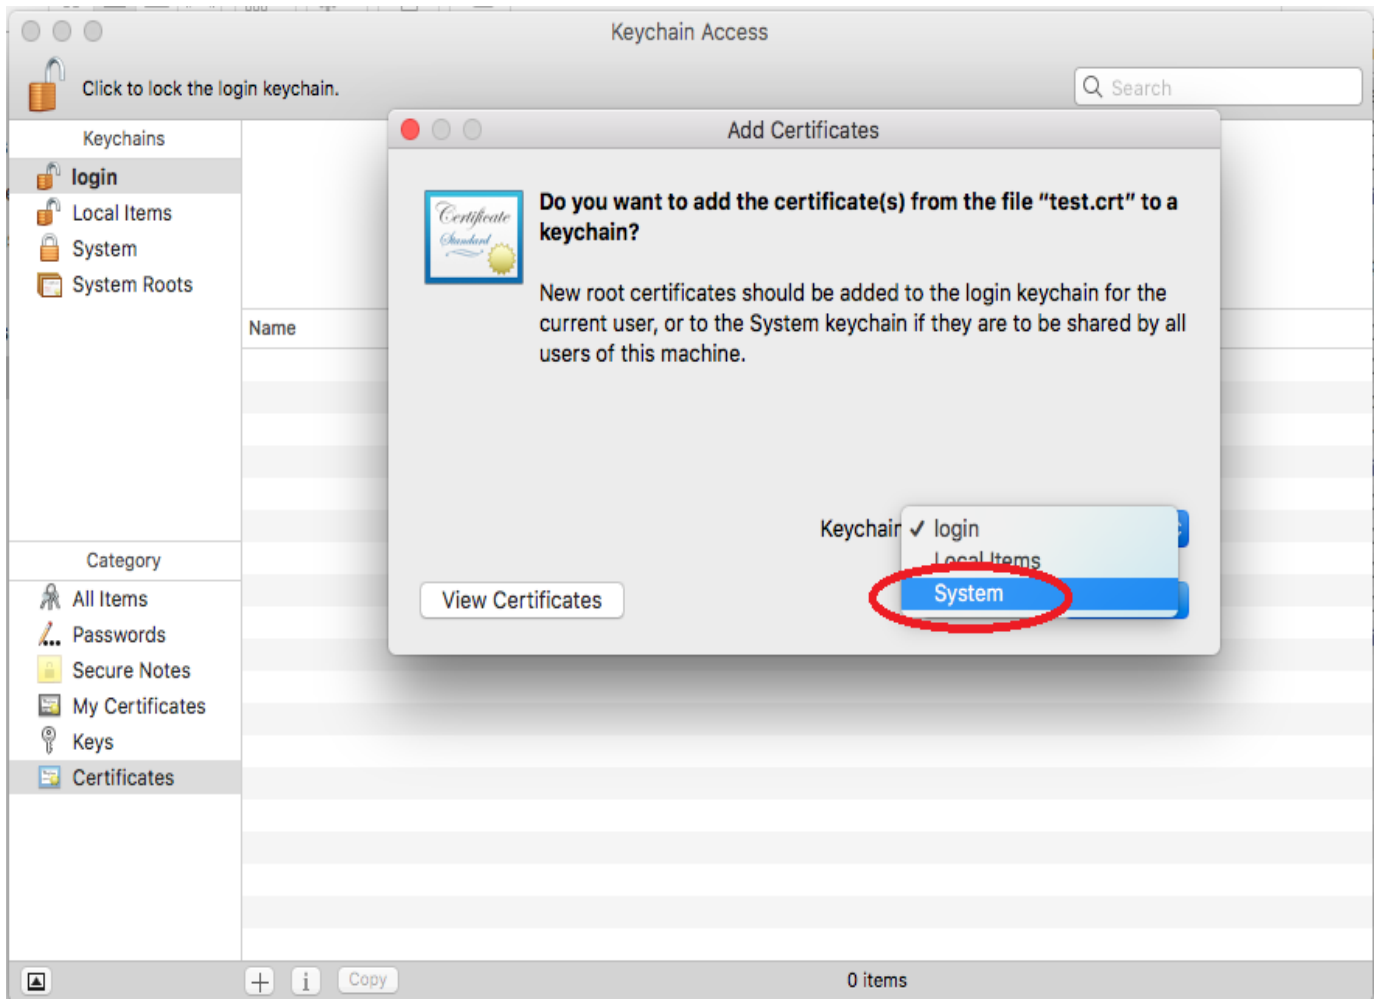 Keychain Access
Click to lock the login keychain.
Search
Keychains
login
Local Items
System
System Roots
Name
Add Certificates
Certificate
Standard
Do you want to add the certificate(s) from the file “test.crt” to a
keychain?
New root certificates should be added to the login keychain for the
current user, or to the System keychain if they are to be shared by all
users of this machine.
Keychain
✓ login
Local Items
System
View Certificates
Category
All Items
Passwords
Secure Notes
My Certificates
Keys
Certificates
Copy
0 items